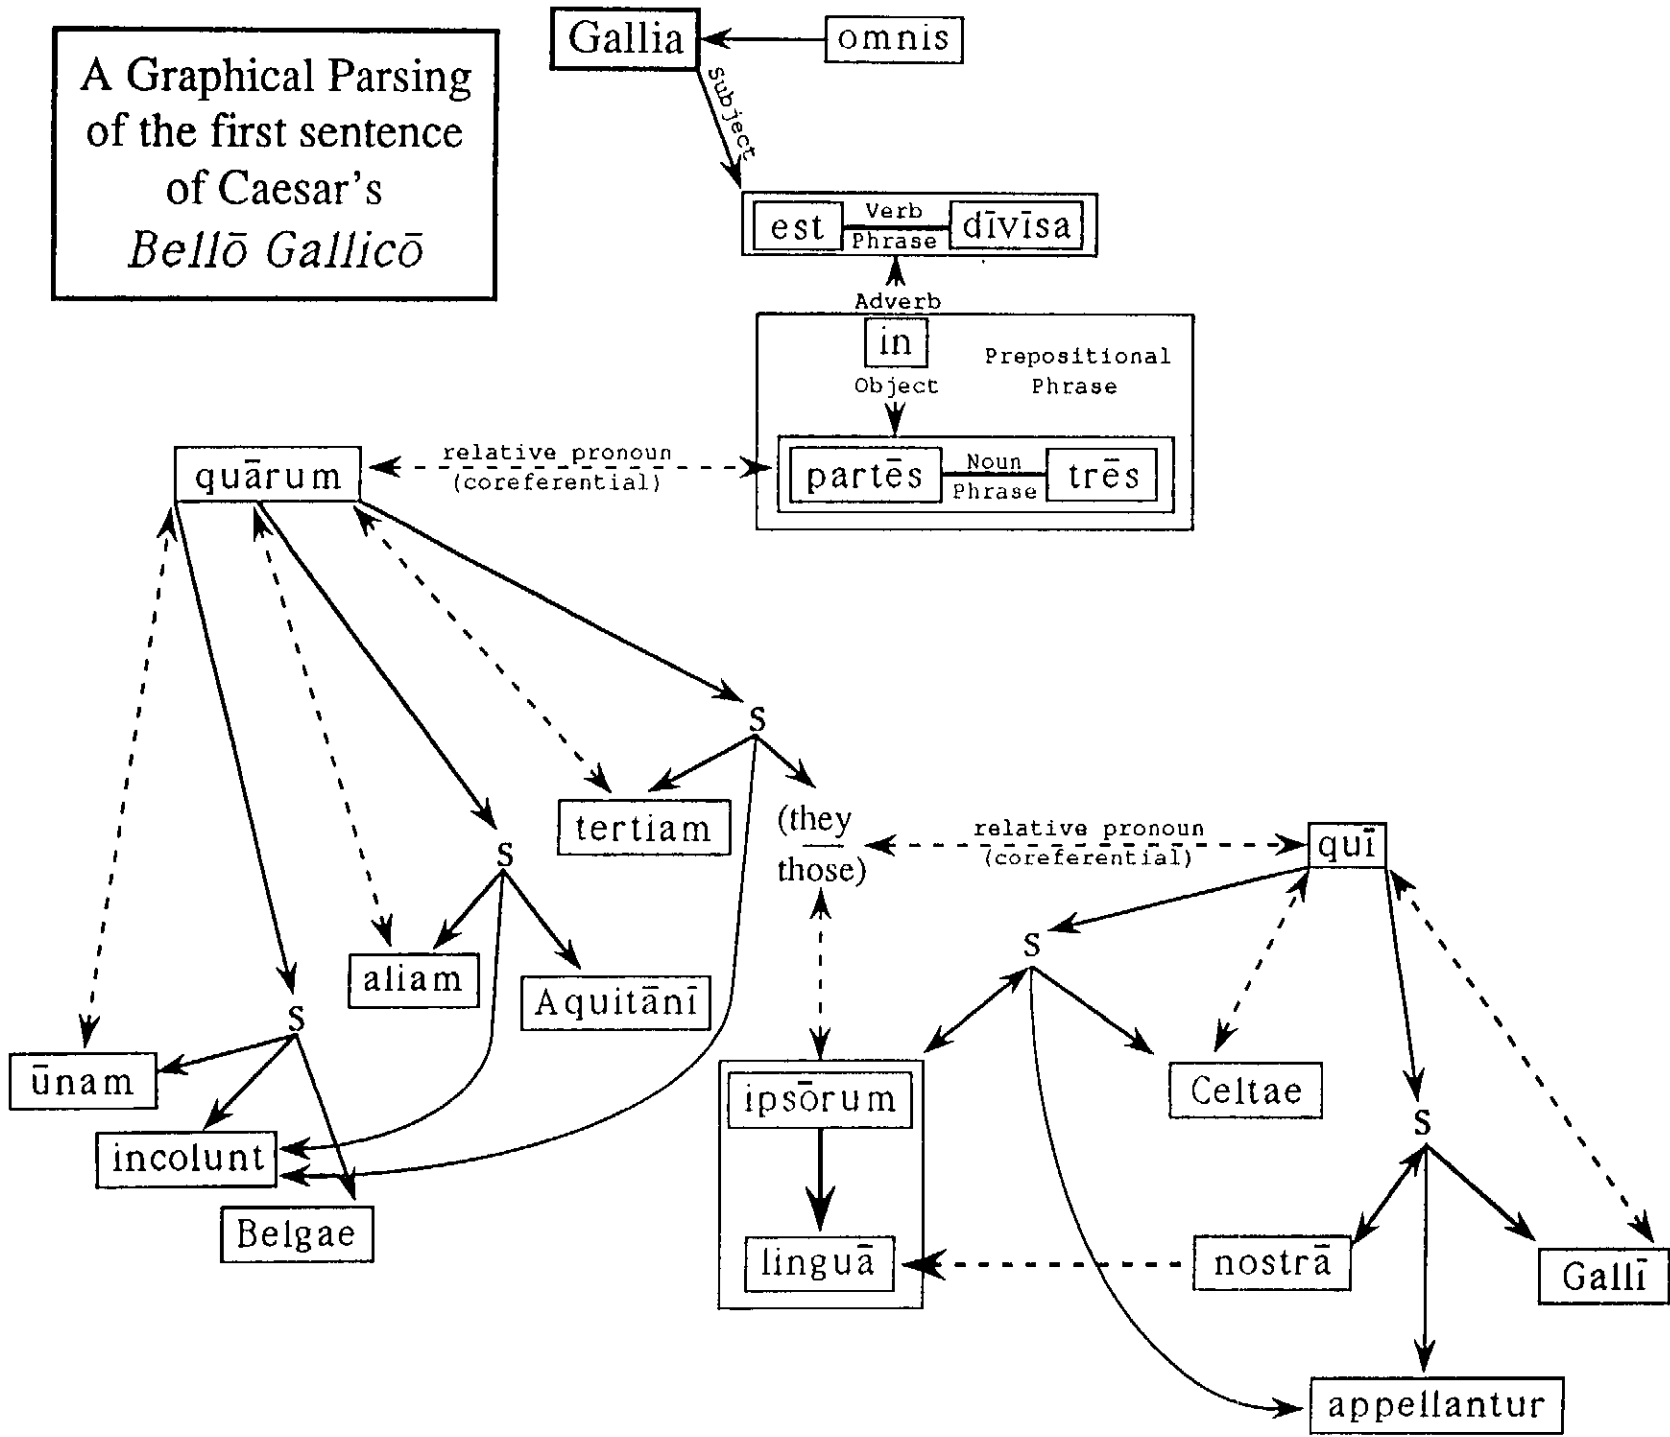 A Graphical Parsing
of the first sentence
of Caesar's
Bellō Gallicō
Gallia
omnis
Subject
est
Verb
Phrase
dīvīsa
Adverb
in
Prepositional
Phrase
Object
partēs
Noun
Phrase
trēs
quārum
relative pronoun
(coreferential)
S
tertiam
(they
those)
relative pronoun
(coreferential)
quī
S
aliam
Aquitānī
S
S
ūnam
incolunt
Belgae
ipsōrum
linguā
Celtae
S
nostrā
Gallī
appellantur